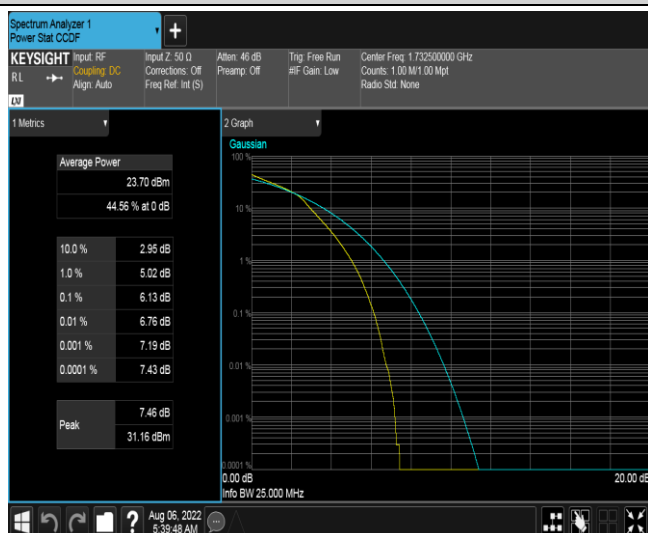 Spectrum Analyzer 1
Power Stat CCDF
KEYSIGHT
RL
LXI
Input: RF
Coupling: DC
Align: Auto
Input Z: 50 Ω
Corrections: Off
Freq Ref: Int (S)
Atten: 46 dB
Preamp: Off
Trig: Free Run
#IF Gain: Low
Center Freq: 1.732500000 GHz
Counts: 1.00 M/1.00 Mpt
Radio Std: None
1 Metrics
Average Power
23.70 dBm
44.56 % at 0 dB
10.0 % 2.95 dB
1.0 % 5.02 dB
0.1 % 6.13 dB
0.01 % 6.76 dB
0.001 % 7.19 dB
0.0001 % 7.43 dB
Peak
7.46 dB
31.16 dBm
2 Graph
Gaussian
100 %
10 %
1 %
0.1 %
0.01 %
0.001 %
0.0001 %
0.00 dB 20.00 dB
Info BW 25.000 MHz
Aug 06, 2022
5:39:48 AM